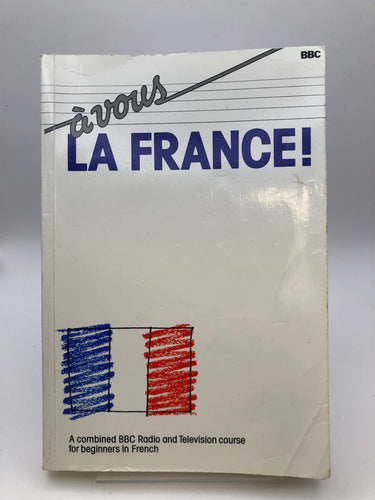 BBC
à vous
LA FRANCE!
A combined BBC Radio and Television course
for beginners in French